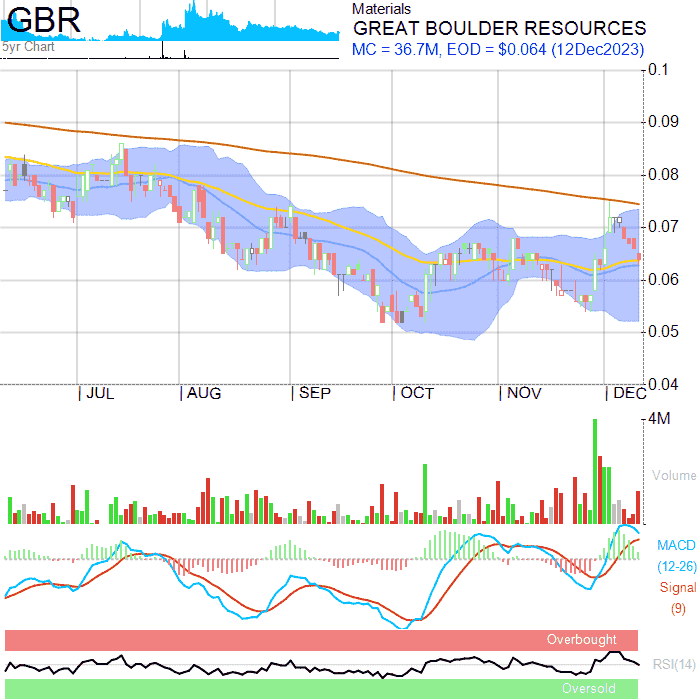 GBR
Materials
GREAT BOULDER RESOURCES
5yr Chart
MC = 36.7M, EOD = $0.064 (12Dec2023)
0.1
0.09
0.08
0.07
0.06
0.05
0.04
JUL AUG SEP OCT NOV DEC
4M
Volume
MACD
(12-26)
Signal
(9)
Overbought
RSI(14)
Oversold